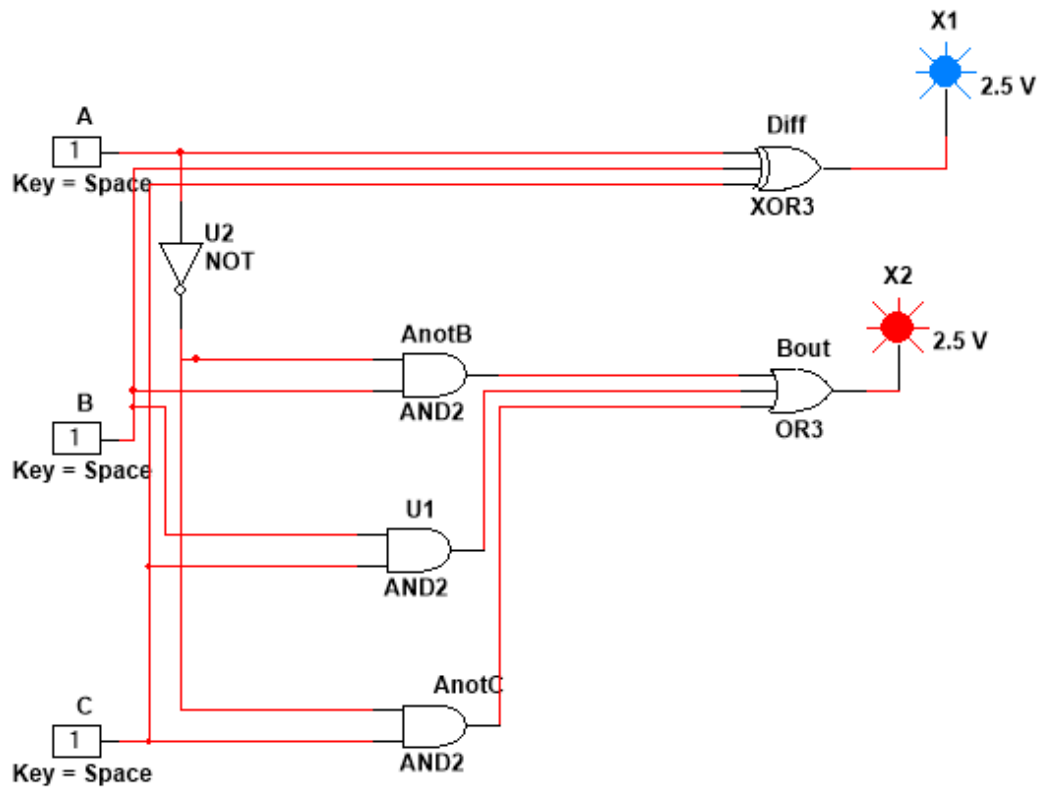 X1
2.5 V
A
1
Key = Space
Diff
XOR3
U2
NOT
X2
2.5 V
AnotB
AND2
Bout
OR3
B
1
Key = Space
U1
AND2
AnotC
AND2
C
1
Key = Space